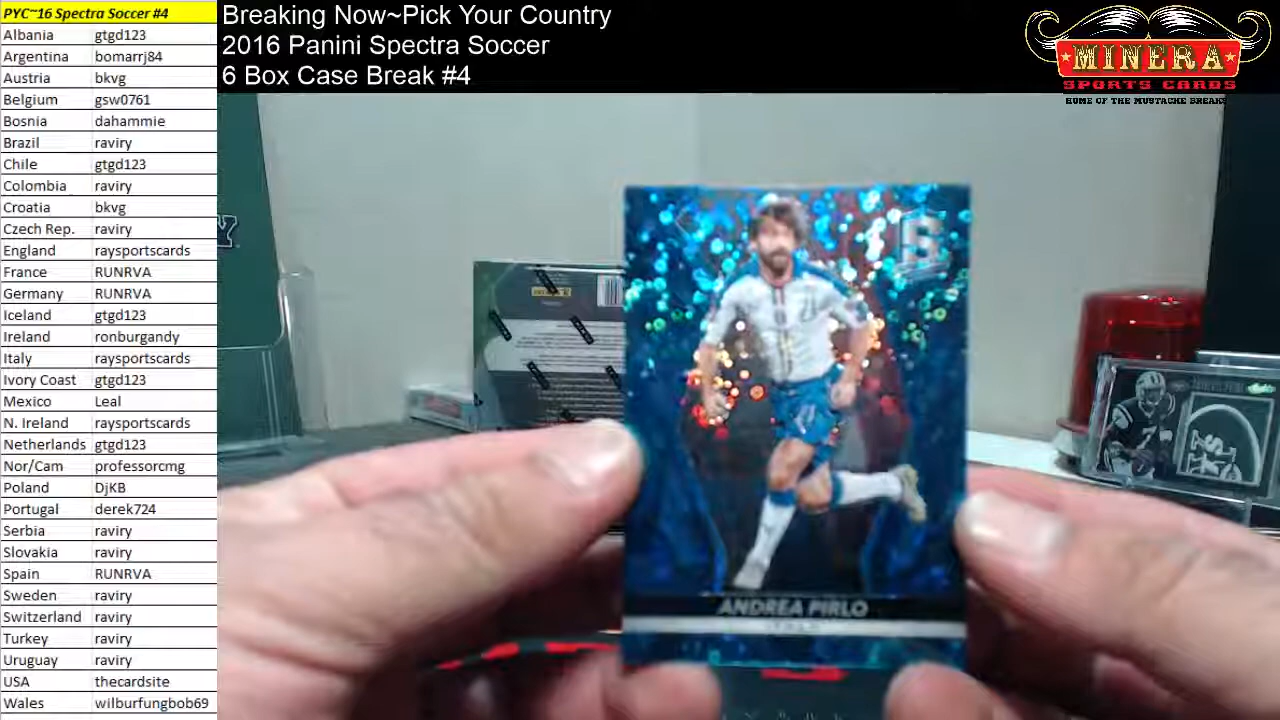 PYC~16 Spectra Soccer #4
Albania gtgd123
Argentina bomarrj84
Austria bkvg
Belgium gsw0761
Bosnia dahammie
Brazil raviry
Chile gtgd123
Colombia raviry
Croatia bkvg
Czech Rep. raviry
England raysportscards
France RUNRVA
Germany RUNRVA
Iceland gtgd123
Ireland ronburgandy
Italy raysportscards
Ivory Coast gtgd123
Mexico Leal
N. Ireland raysportscards
Netherlands gtgd123
Nor/Cam professorcmg
Poland DjKB
Portugal derek724
Serbia raviry
Slovakia raviry
Spain RUNRVA
Sweden raviry
Switzerland raviry
Turkey raviry
Uruguay raviry
USA thecardsite
Wales wilburfungbob69
Breaking Now~Pick Your Country
2016 Panini Spectra Soccer
6 Box Case Break #4
MINERA
SPORTS CARDS
HOME OF THE MUSTACHE BREAKS
ANDREA PIRLO